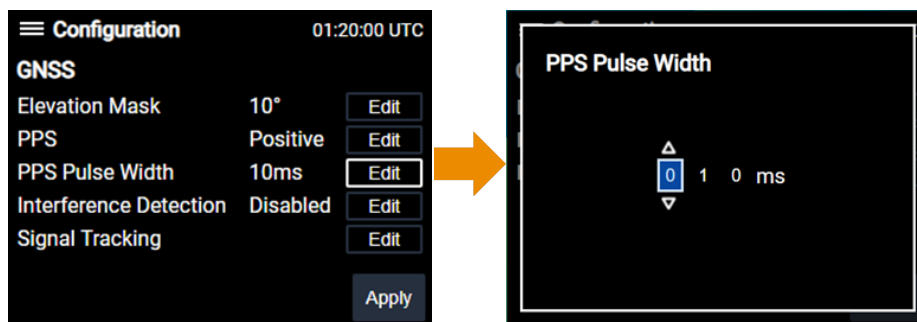 Configuration 01:20:00 UTC
GNSS
Elevation Mask 10° Edit
PPS Positive Edit
PPS Pulse Width 10ms Edit
Interference Detection Disabled Edit
Signal Tracking Edit
Apply
PPS Pulse Width
0 1 0 ms